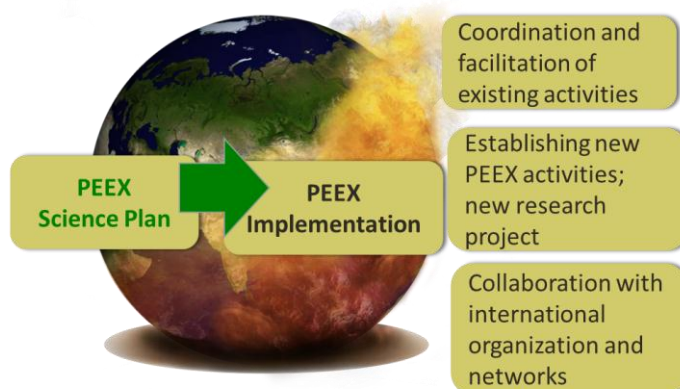 PEEX
Science Plan
PEEX
Implementation
Coordination and
facilitation of
existing activities
Establishing new
PEEX activities;
new research
project
Collaboration with
international
organization and
networks